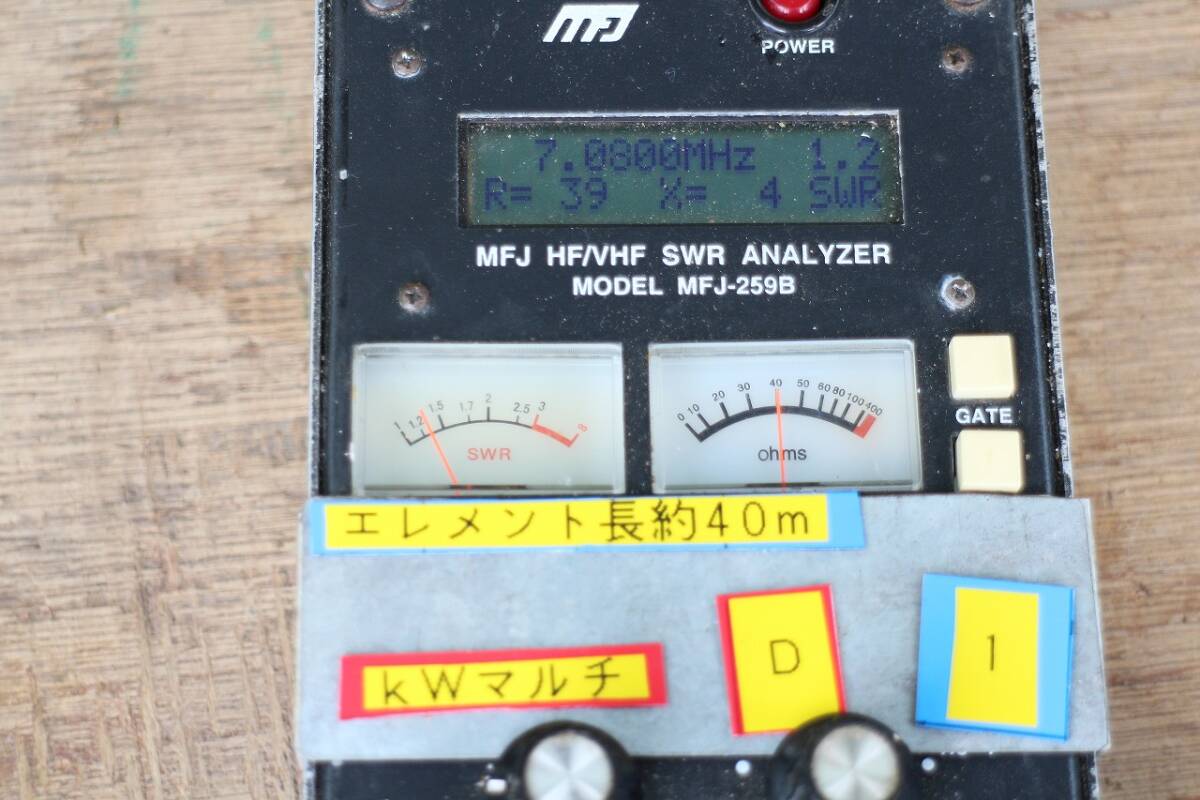 MFJ
POWER
7.0800MHz 1.2
R= 39 X= 4 SWR
MFJ HF/VHF SWR ANALYZER
MODEL MFJ-259B
1 1.2 1.5 1.7 2 2.5 3 8
SWR
0 10 20 30 40 50 60 80 100 400
ohms
GATE
エレメント長約40m
kWマルチ
D
1